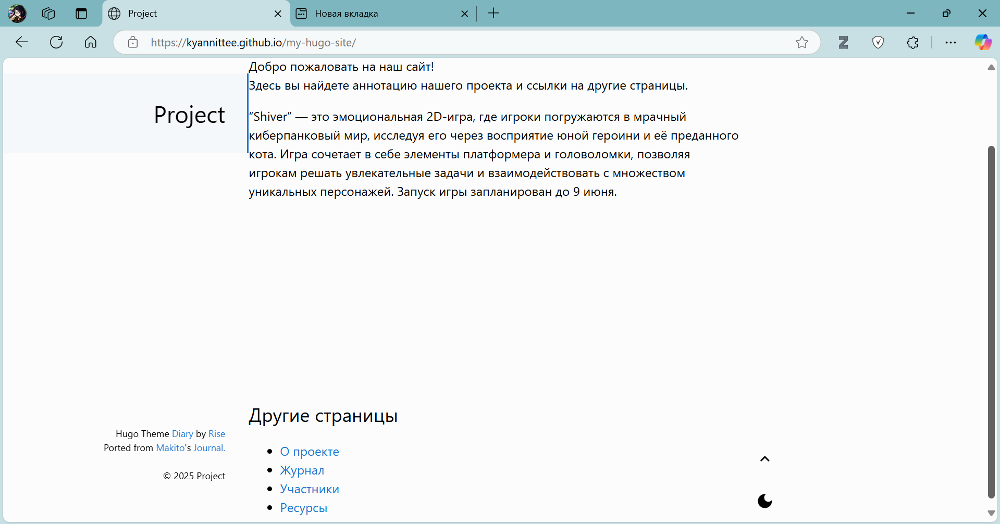 Project
Новая вкладка
https://kyannittee.github.io/my-hugo-site/
Добро пожаловать на наш сайт!
Здесь вы найдете аннотацию нашего проекта и ссылки на другие страницы.
Project
“Shiver” — это эмоциональная 2D-игра, где игроки погружаются в мрачный
киберпанковый мир, исследуя его через восприятие юной героини и её преданного
кота. Игра сочетает в себе элементы платформера и головоломки, позволяя
игрокам решать увлекательные задачи и взаимодействовать с множеством
уникальных персонажей. Запуск игры запланирован до 9 июня.
Другие страницы
О проекте
Журнал
Участники
Ресурсы
Hugo Theme Diary by Rise
Ported from Makito's Journal.
© 2025 Project